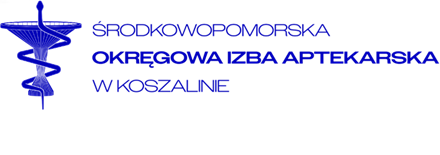 ŚRODKOWOPOMORSKA
OKRĘGOWA IZBA APTEKARSKA
W KOSZALINIE